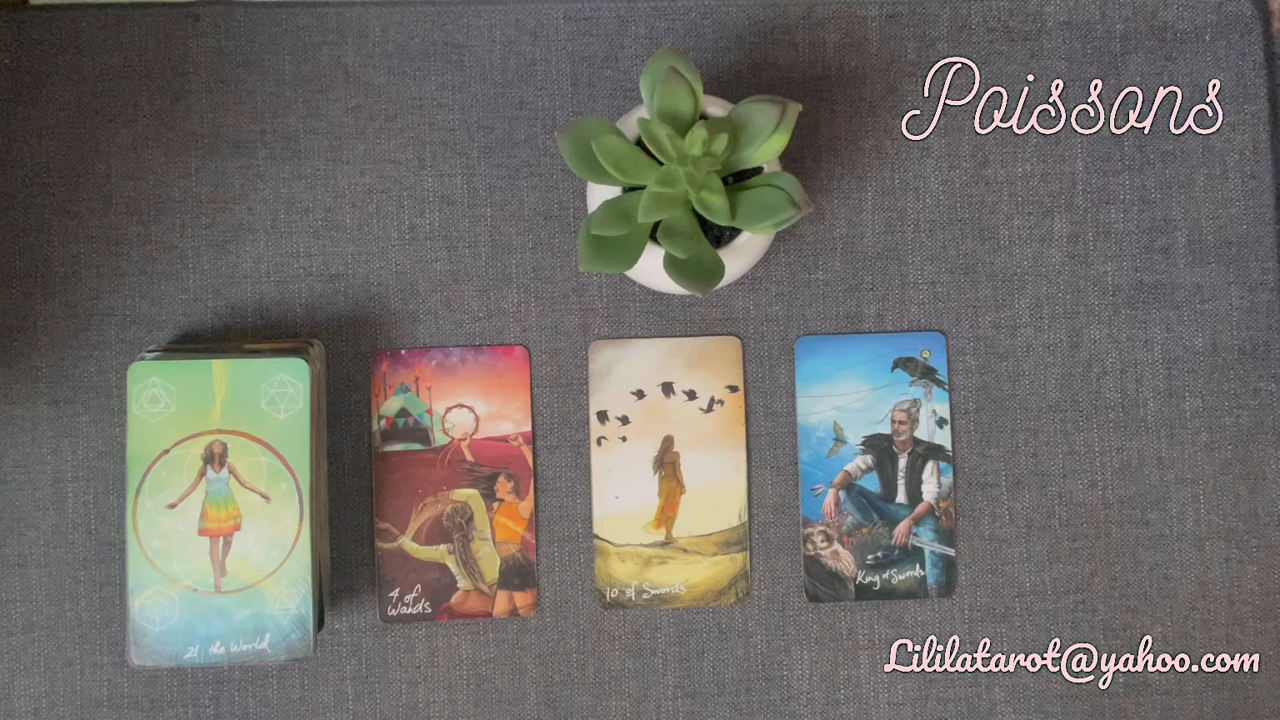 Poissons
4 of
Wands
10 of Swords
King of Swords
21 the World
Lililatarot@yahoo.com